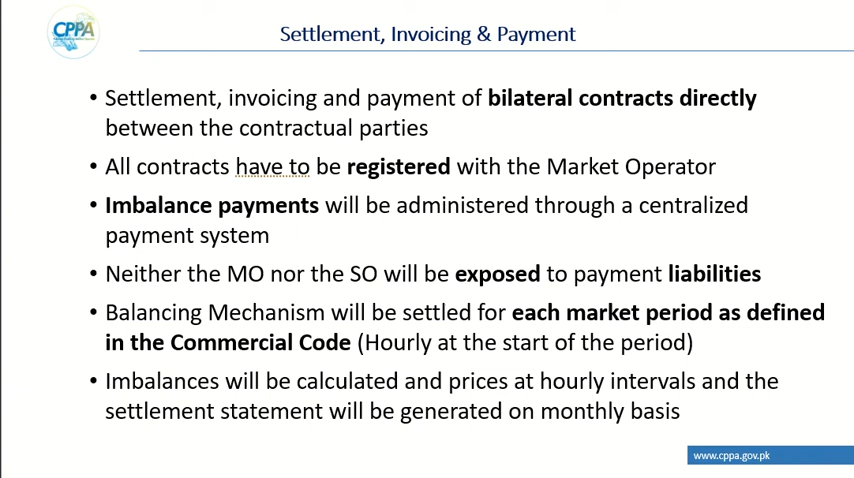 CPPA
Settlement, Invoicing & Payment
• Settlement, invoicing and payment of bilateral contracts directly
between the contractual parties
• All contracts have to be registered with the Market Operator
• Imbalance payments will be administered through a centralized
payment system
• Neither the MO nor the SO will be exposed to payment liabilities
• Balancing Mechanism will be settled for each market period as defined
in the Commercial Code (Hourly at the start of the period)
• Imbalances will be calculated and prices at hourly intervals and the
settlement statement will be generated on monthly basis
www.cppa.gov.pk